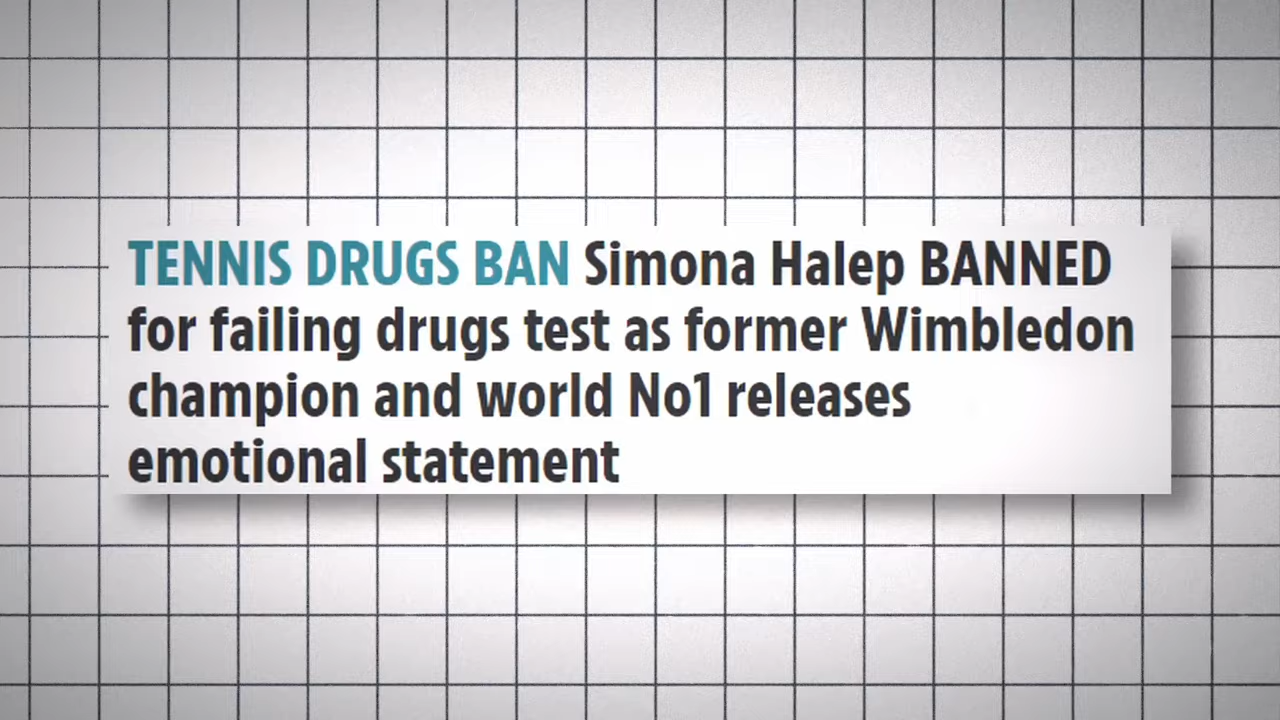 TENNIS DRUGS BAN Simona Halep BANNED
for failing drugs test as former Wimbledon
champion and world No1 releases
emotional statement